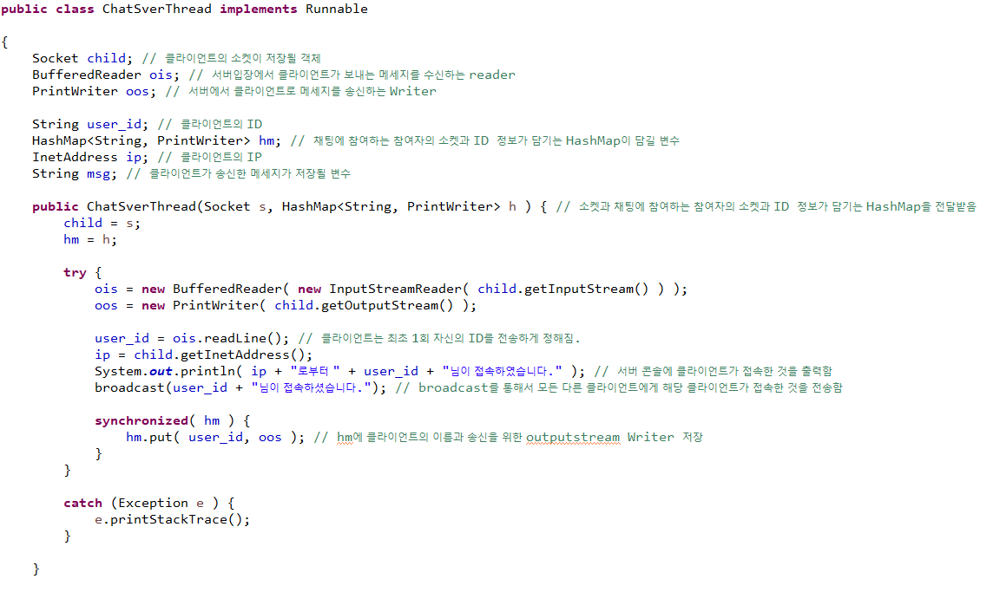 public class ChatSverThread implements Runnable
{
Socket child; // 클라이언트의 소켓이 저장될 객체
BufferedReader ois; // 서버입장에서 클라이언트가 보내는 메세지를 수신하는 reader
PrintWriter oos; // 서버에서 클라이언트로 메세지를 송신하는 Writer
String user_id; // 클라이언트의 ID
HashMap<String, PrintWriter> hm; // 채팅에 참여하는 참여자의 소켓과 ID 정보가 담기는 HashMap이 담길 변수
InetAddress ip; // 클라이언트의 IP
String msg; // 클라이언트가 송신한 메세지가 저장될 변수
public ChatSverThread(Socket s, HashMap<String, PrintWriter> h ) { // 소켓과 채팅에 참여하는 참여자의 소켓과 ID 정보가 담기는 HashMap을 전달받음
child = s;
hm = h;
try {
ois = new BufferedReader( new InputStreamReader( child.getInputStream() ) );
oos = new PrintWriter( child.getOutputStream() );
user_id = ois.readLine(); // 클라이언트는 최초 1회 자신의 ID를 전송하게 정해짐.
ip = child.getInetAddress();
System.out.println( ip + "로부터 " + user_id + "님이 접속하였습니다." ); // 서버 콘솔에 클라이언트가 접속한 것을 출력함
broadcast(user_id + "님이 접속하셨습니다."); // broadcast를 통해서 모든 다른 클라이언트에게 해당 클라이언트가 접속한 것을 전송함
synchronized( hm ) {
hm.put( user_id, oos ); // hm에 클라이언트의 이름과 송신을 위한 outputstream Writer 저장
}
}
catch (Exception e ) {
e.printStackTrace();
}
}